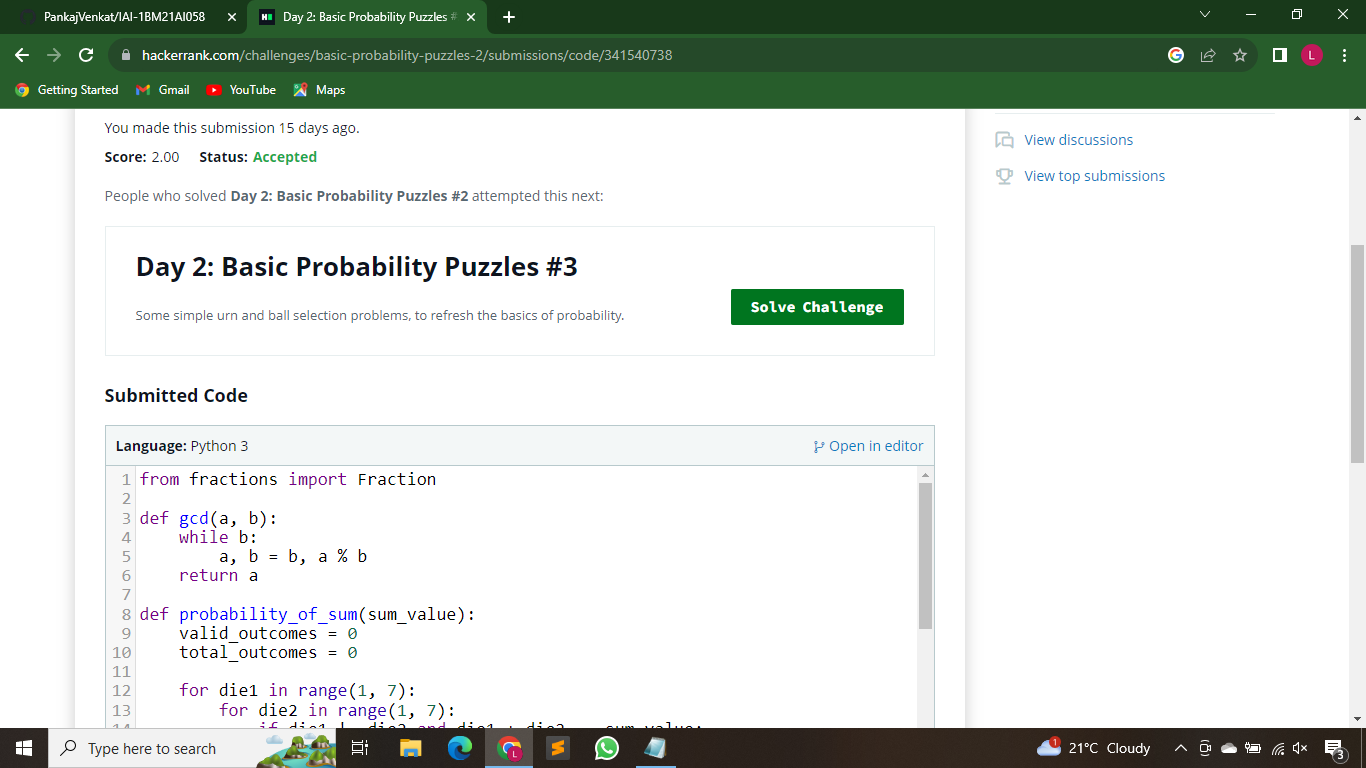 PankajVenkat/IAI-1BM21AI058
Day 2: Basic Probability Puzzles #
hackerrank.com/challenges/basic-probability-puzzles-2/submissions/code/341540738
L
Getting Started
Gmail
YouTube
Maps
You made this submission 15 days ago.
Score: 2.00 Status: Accepted
People who solved Day 2: Basic Probability Puzzles #2 attempted this next:
Day 2: Basic Probability Puzzles #3
Some simple urn and ball selection problems, to refresh the basics of probability.
Solve Challenge
View discussions
View top submissions
Submitted Code
Language: Python 3
Open in editor
1 from fractions import Fraction
2
3 def gcd(a, b):
4 while b:
5 a, b = b, a % b
6 return a
7
8 def probability_of_sum(sum_value):
9 valid_outcomes = 0
10 total_outcomes = 0
11
12 for die1 in range(1, 7):
13 for die2 in range(1, 7):
Type here to search
L
1
21°C Cloudy
3